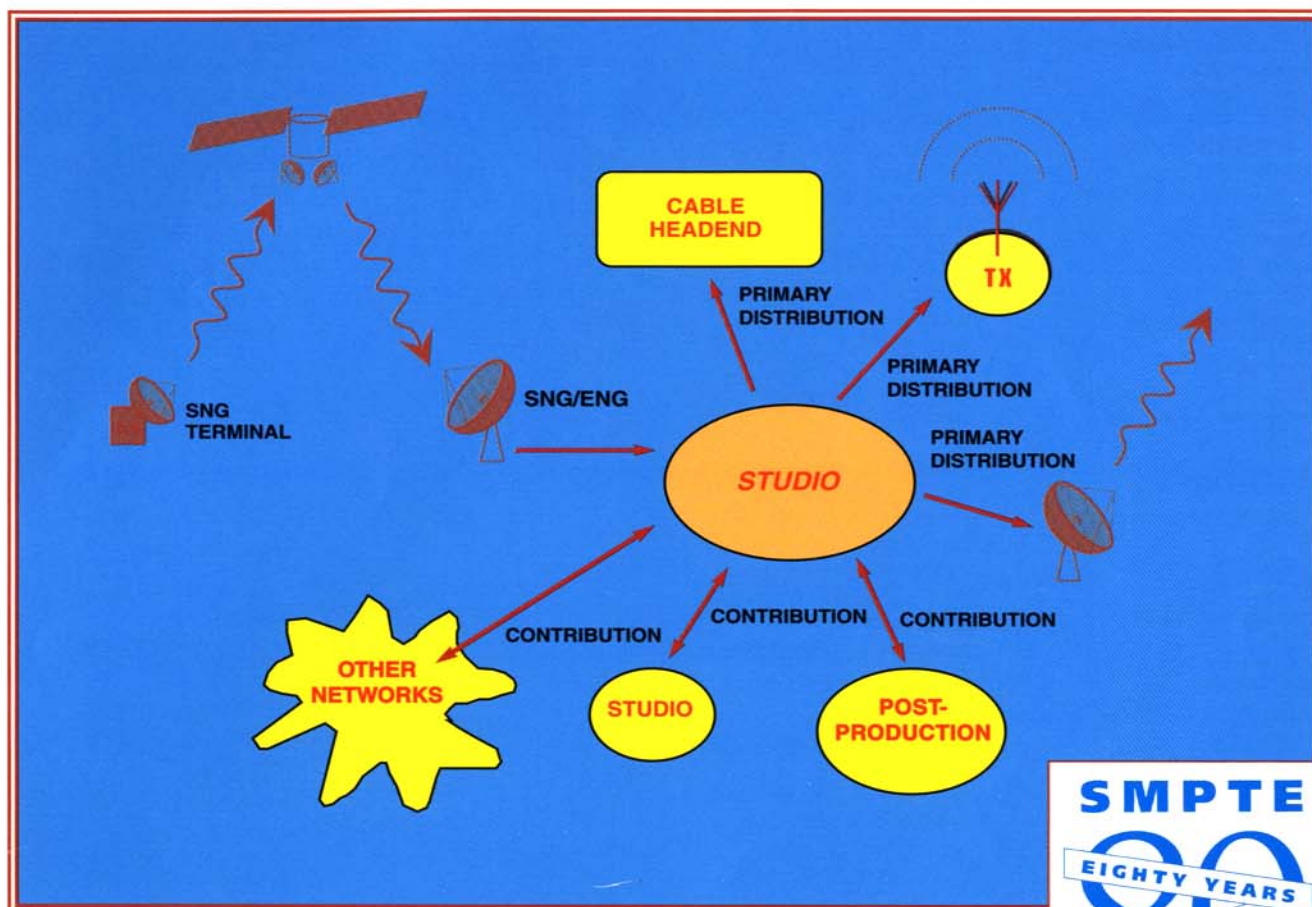 CABLE
HEADEND
TX
PRIMARY
DISTRIBUTION
PRIMARY
DISTRIBUTION
SNG
TERMINAL
SNG/ENG
PRIMARY
DISTRIBUTION
STUDIO
CONTRIBUTION
CONTRIBUTION
CONTRIBUTION
OTHER
NETWORKS
STUDIO
POST-
PRODUCTION
SMPTE
80
EIGHTY YEARS